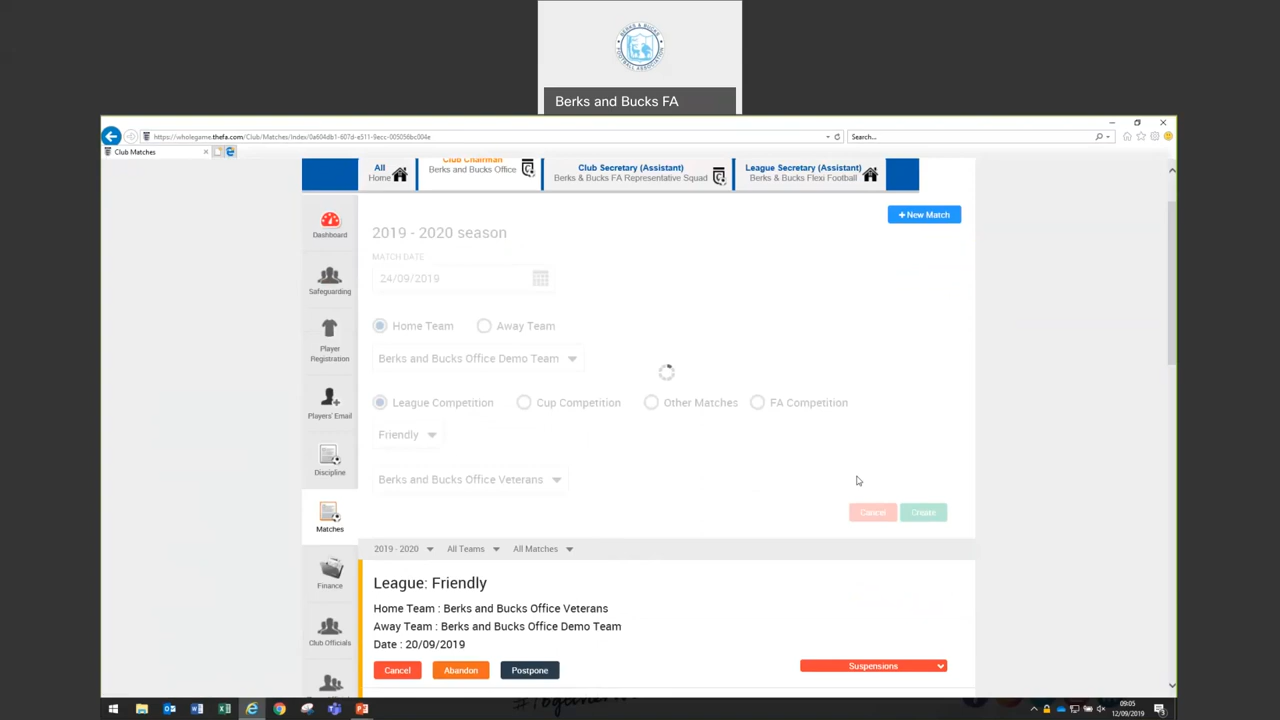 BERKS & BUCKS
FOOTBALL ASSOCIATION
Berks and Bucks FA
https://wholegame.thefa.com/Club/Matches/Index/0a604db1-607d-e511-9ecc-005056bc004e
Search...
Club Matches
All
Home
Club Chairman
Berks and Bucks Office
Club Secretary (Assistant)
Berks & Bucks FA Representative Squad
League Secretary (Assistant)
Berks & Bucks Flexi Football
Dashboard
Safeguarding
Player
Registration
Players' Email
Discipline
Matches
Finance
Club Officials
+ New Match
2019 - 2020 season
MATCH DATE
24/09/2019
Home Team
Away Team
Berks and Bucks Office Demo Team
League Competition
Cup Competition
Other Matches
FA Competition
Friendly
Berks and Bucks Office Veterans
Cancel
Create
2019 - 2020
All Teams
All Matches
League: Friendly
Home Team : Berks and Bucks Office Veterans
Away Team : Berks and Bucks Office Demo Team
Date : 20/09/2019
Cancel
Abandon
Postpone
Suspensions
09:05
12/09/2019